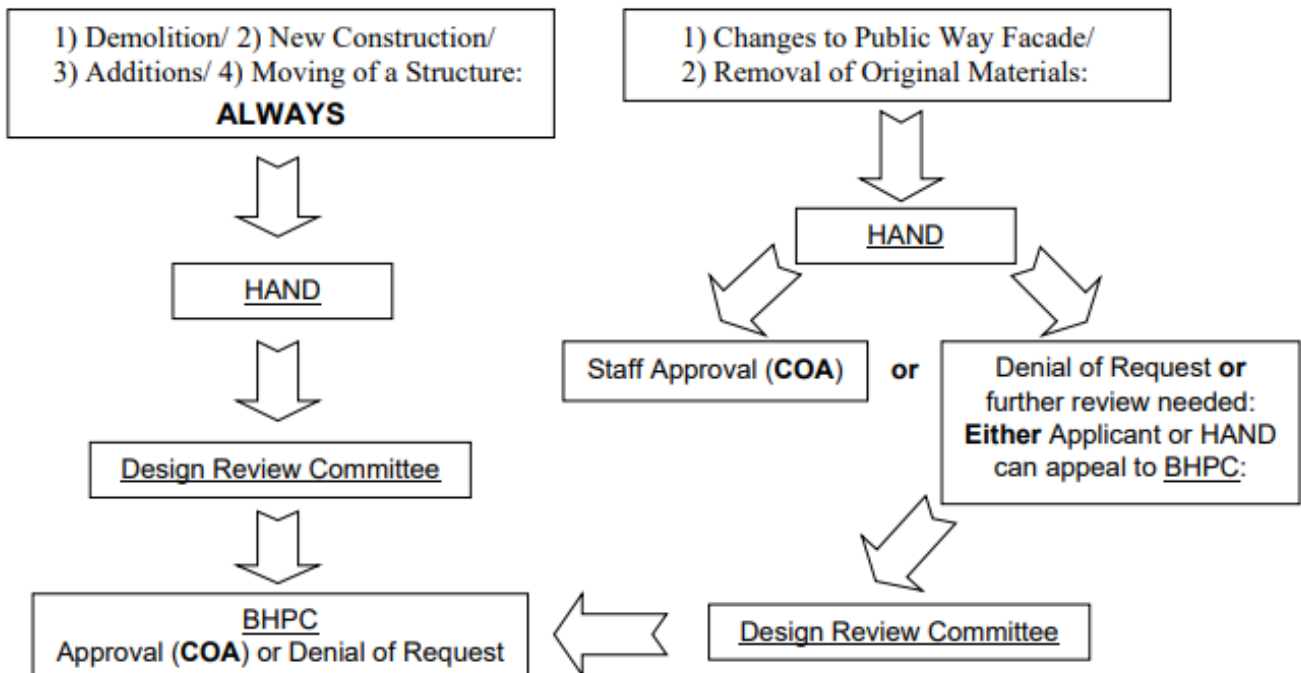 1) Demolition/ 2) New Construction/
3) Additions/ 4) Moving of a Structure:
ALWAYS
HAND
Design Review Committee
BHPC
Approval (COA) or Denial of Request
1) Changes to Public Way Facade/
2) Removal of Original Materials:
HAND
Staff Approval (COA)
or
Denial of Request or
further review needed:
Either Applicant or HAND
can appeal to BHPC:
Design Review Committee